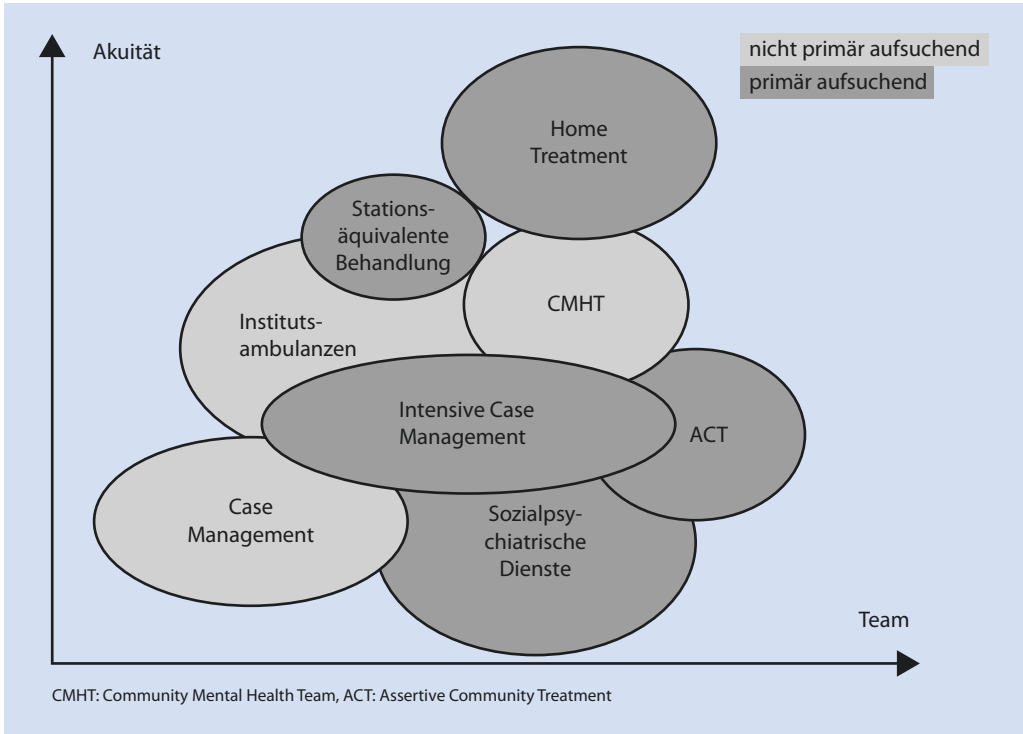 Akuität
nicht primär aufsuchend
primär aufsuchend
Home
Treatment
Stations-
äquivalente
Behandlung
CMHT
Instituts-
ambulanzen
Intensive Case
Management
ACT
Case
Management
Sozialpsy-
chiatrische
Dienste
Team
CMHT: Community Mental Health Team, ACT: Assertive Community Treatment